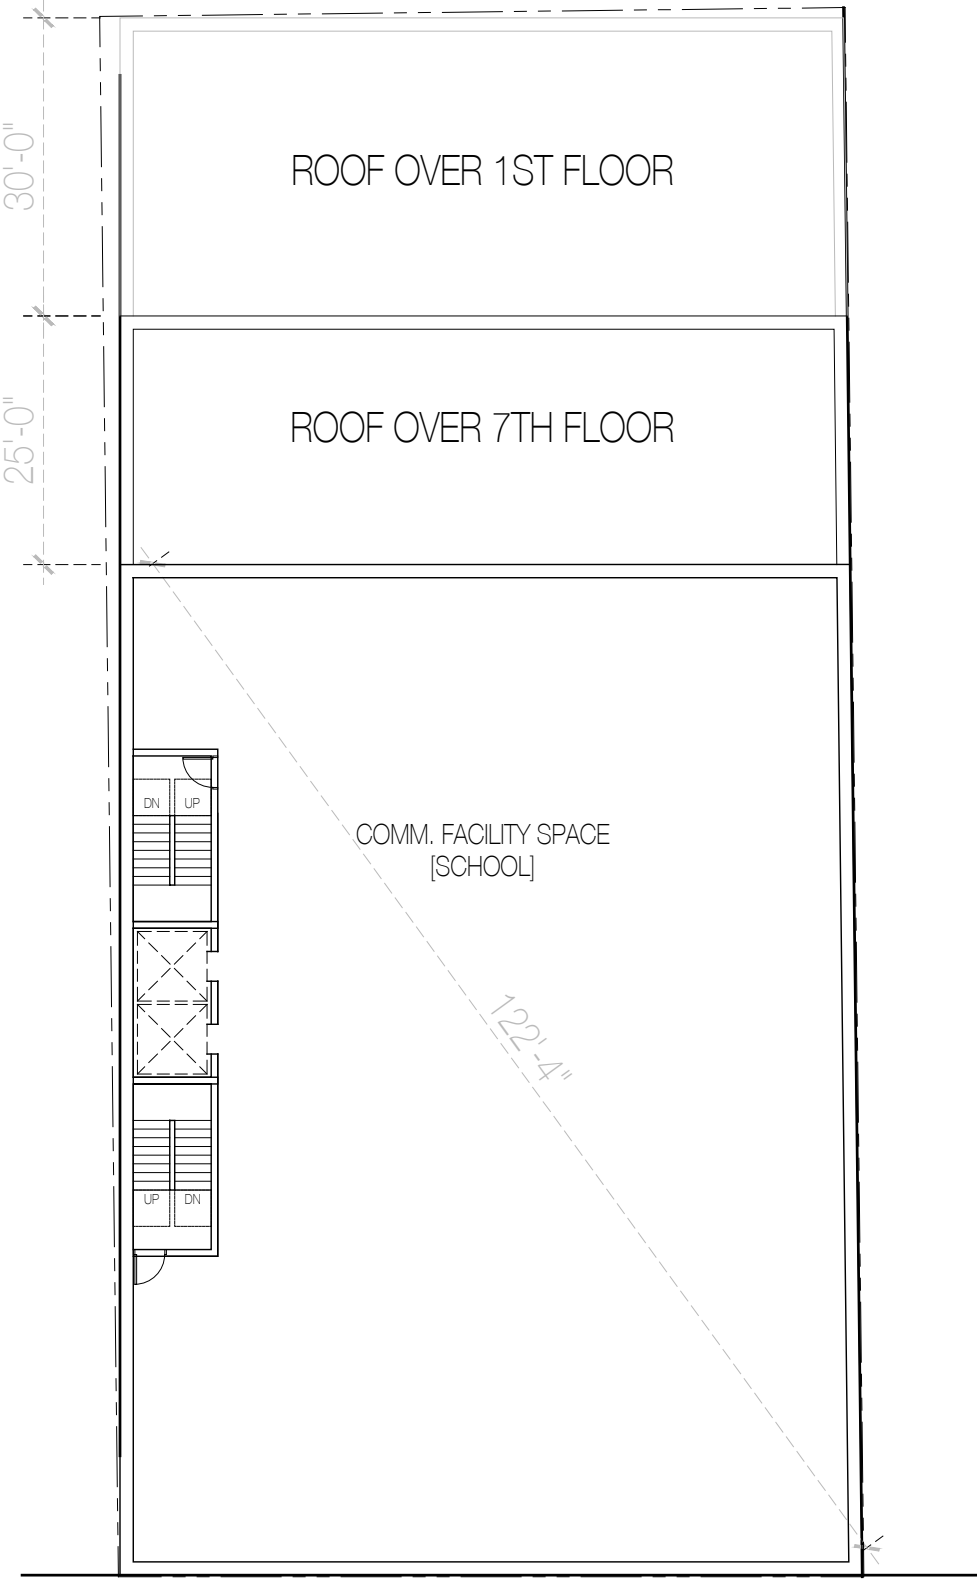 30'-0"
ROOF OVER 1ST FLOOR
25'-0"
ROOF OVER 7TH FLOOR
DN UP
COMM. FACILITY SPACE
[SCHOOL]
122'-4"
UP DN